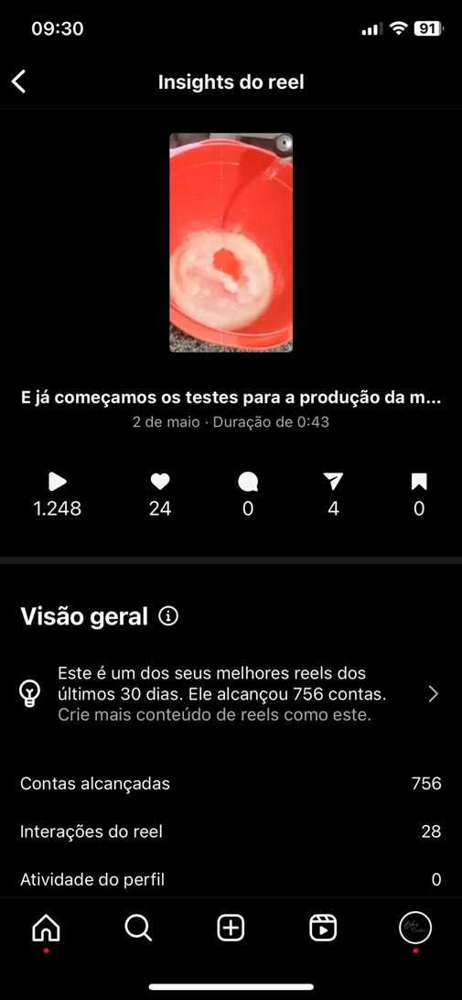 09:30
91
Insights do reel
E já começamos os testes para a produção da m...
2 de maio · Duração de 0:43
1.248
24
0
4
0
Visão geral
Este é um dos seus melhores reels dos
últimos 30 dias. Ele alcançou 756 contas.
Crie mais conteúdo de reels como este.
Contas alcançadas
756
Interações do reel
28
Atividade do perfil
0